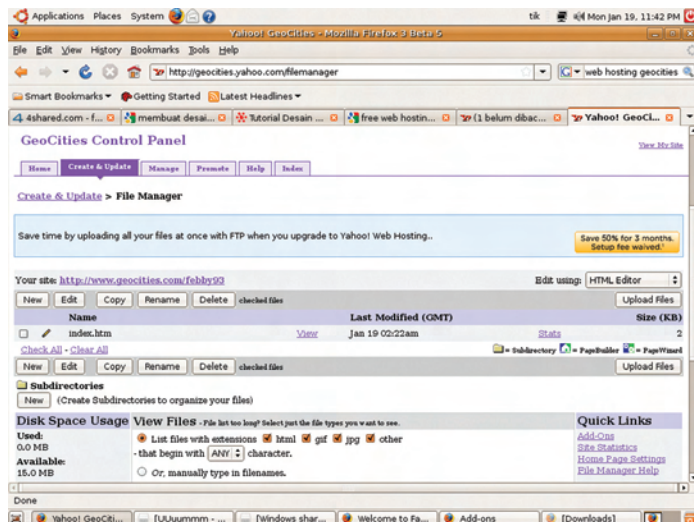 Applications Places System tik Mon Jan 19, 11:42 PM
Yahoo! GeoCities - Mozilla Firefox 3 Beta 5
File Edit View History Bookmarks Tools Help
http://geocities.yahoo.com/filemanager web hosting geocities
Smart Bookmarks Getting Started Latest Headlines
4shared.com - f... membuat desai... Tutorial Desain ... free web hostin... (1 belum dibac... Yahoo! GeoCi...
GeoCities Control Panel
View My Site
Home Create & Update Manage Promote Help Index
Create & Update > File Manager
Save time by uploading all your files at once with FTP when you upgrade to Yahoo! Web Hosting..
Save 50% for 3 months.
Setup fee waived.¹
Your site: http://www.geocities.com/febby93 Edit using: HTML Editor
New Edit Copy Rename Delete checked files Upload Files
Name Last Modified (GMT) Size (KB)
index.htm View Jan 19 02:22am Stats 2
Check All - Clear All = Subdirectory = PageBuilder = PageWizard
New Edit Copy Rename Delete checked files Upload Files
Subdirectories
New (Create Subdirectories to organize your files)
Disk Space Usage View Files - File list too long? Select just the file types you want to see. Quick Links
Used: List files with extensions html gif jpg other Add-Ons
0.0 MB - that begin with ANY character. Site Statistics
Available: Home Page Settings
15.0 MB Or, manually type in filenames. File Manager Help
Done
Yahoo! GeoCiti... [UUuummm - ... [Windows shar... Welcome to Fa... Add-ons [Downloads]